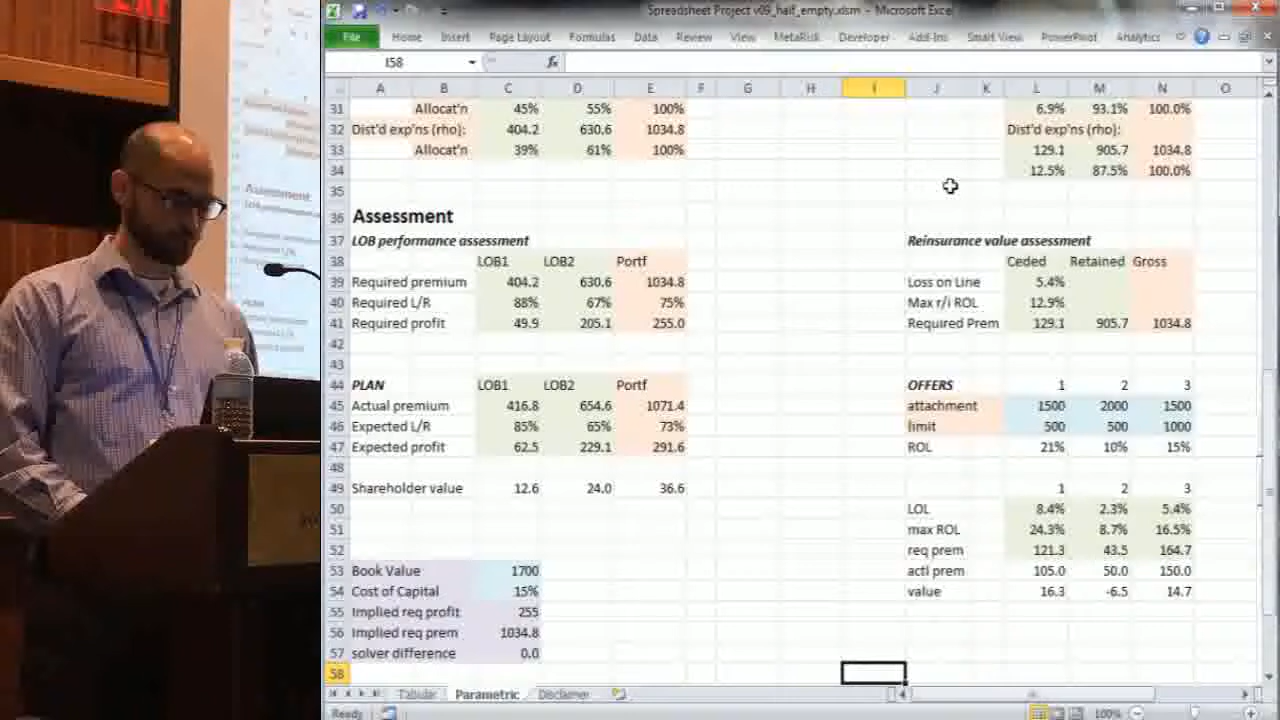 Spreadsheet Project v09_half_empty.xlsm - Microsoft Excel
File Home Insert Page Layout Formulas Data Review View MetaRisk Developer Add-Ins Smart View PowerPivot Analytics
I58 fx
A B C D E F G H I J K L M N O
31 Allocat'n 45% 55% 100% 6.9% 93.1% 100.0%
32 Dist'd exp'ns (rho): 404.2 630.6 1034.8 Dist'd exp'ns (rho):
33 Allocat'n 39% 61% 100% 129.1 905.7 1034.8
34 12.5% 87.5% 100.0%
35
36 Assessment
37 LOB performance assessment Reinsurance value assessment
38 LOB1 LOB2 Portf Ceded Retained Gross
39 Required premium 404.2 630.6 1034.8 Loss on Line 5.4%
40 Required L/R 88% 67% 75% Max r/i ROL 12.9%
41 Required profit 49.9 205.1 255.0 Required Prem 129.1 905.7 1034.8
42
43
44 PLAN LOB1 LOB2 Portf OFFERS 1 2 3
45 Actual premium 416.8 654.6 1071.4 attachment 1500 2000 1500
46 Expected L/R 85% 65% 73% limit 500 500 1000
47 Expected profit 62.5 229.1 291.6 ROL 21% 10% 15%
48
49 Shareholder value 12.6 24.0 36.6 1 2 3
50 LOL 8.4% 2.3% 5.4%
51 max ROL 24.3% 8.7% 16.5%
52 req prem 121.3 43.5 164.7
53 Book Value 1700 actl prem 105.0 50.0 150.0
54 Cost of Capital 15% value 16.3 -6.5 14.7
55 Implied req profit 255
56 Implied req prem 1034.8
57 solver difference 0.0
58
Tabular Parametric Disclaimer
Ready 100%